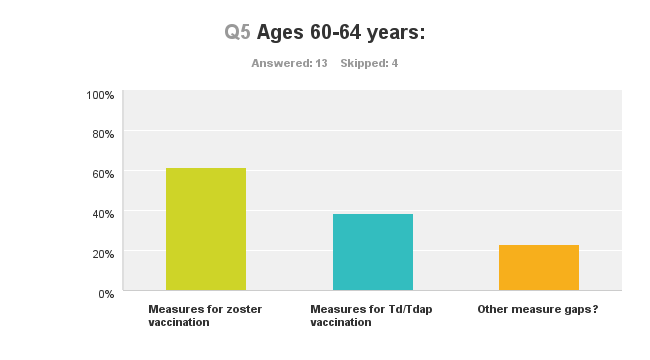 Q5 Ages 60-64 years:
Answered: 13 Skipped: 4
100%
80%
60%
40%
20%
0%
Measures for zoster
vaccination
Measures for Td/Tdap
vaccination
Other measure gaps?